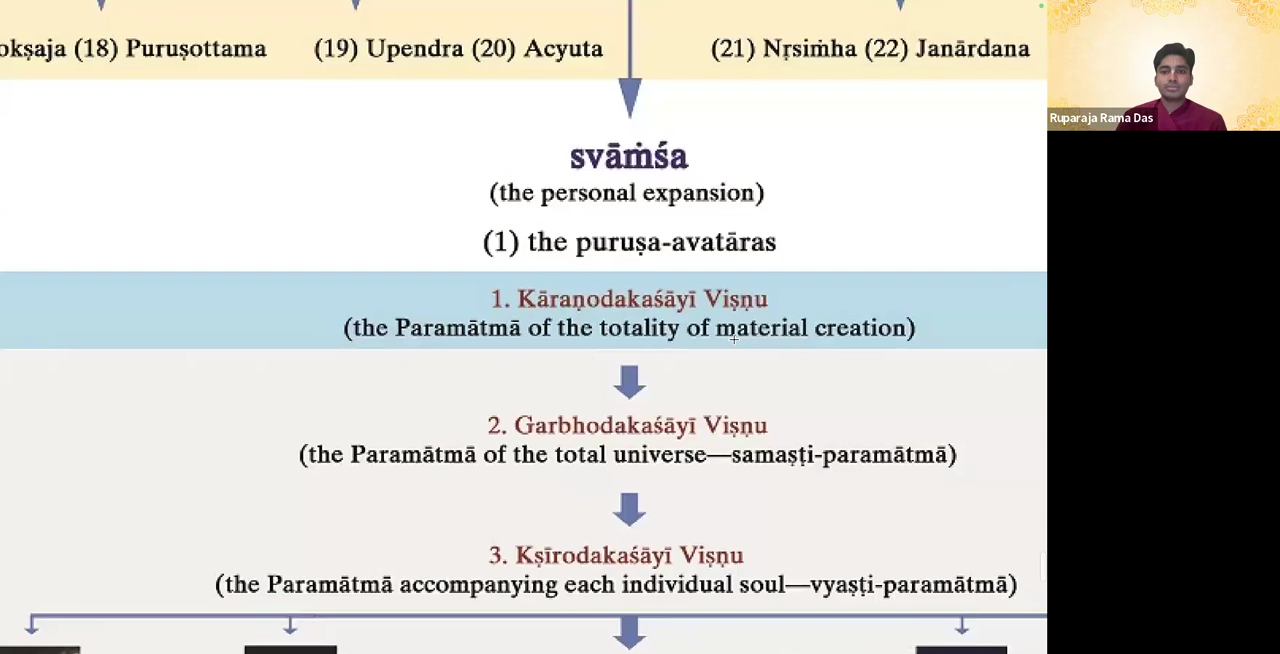 (18) Puruṣottama (19) Upendra (20) Acyuta (21) Nṛsiṁha (22) Janārdana
svāṁśa
(the personal expansion)
(1) the puruṣa-avatāras
1. Kāraṇodakaśāyī Viṣṇu
(the Paramātmā of the totality of material creation)
2. Garbhodakaśāyī Viṣṇu
(the Paramātmā of the total universe—samaṣṭi-paramātmā)
3. Kṣīrodakaśāyī Viṣṇu
(the Paramātmā accompanying each individual soul—vyaṣṭi-paramātmā)
Ruparaja Rama Das